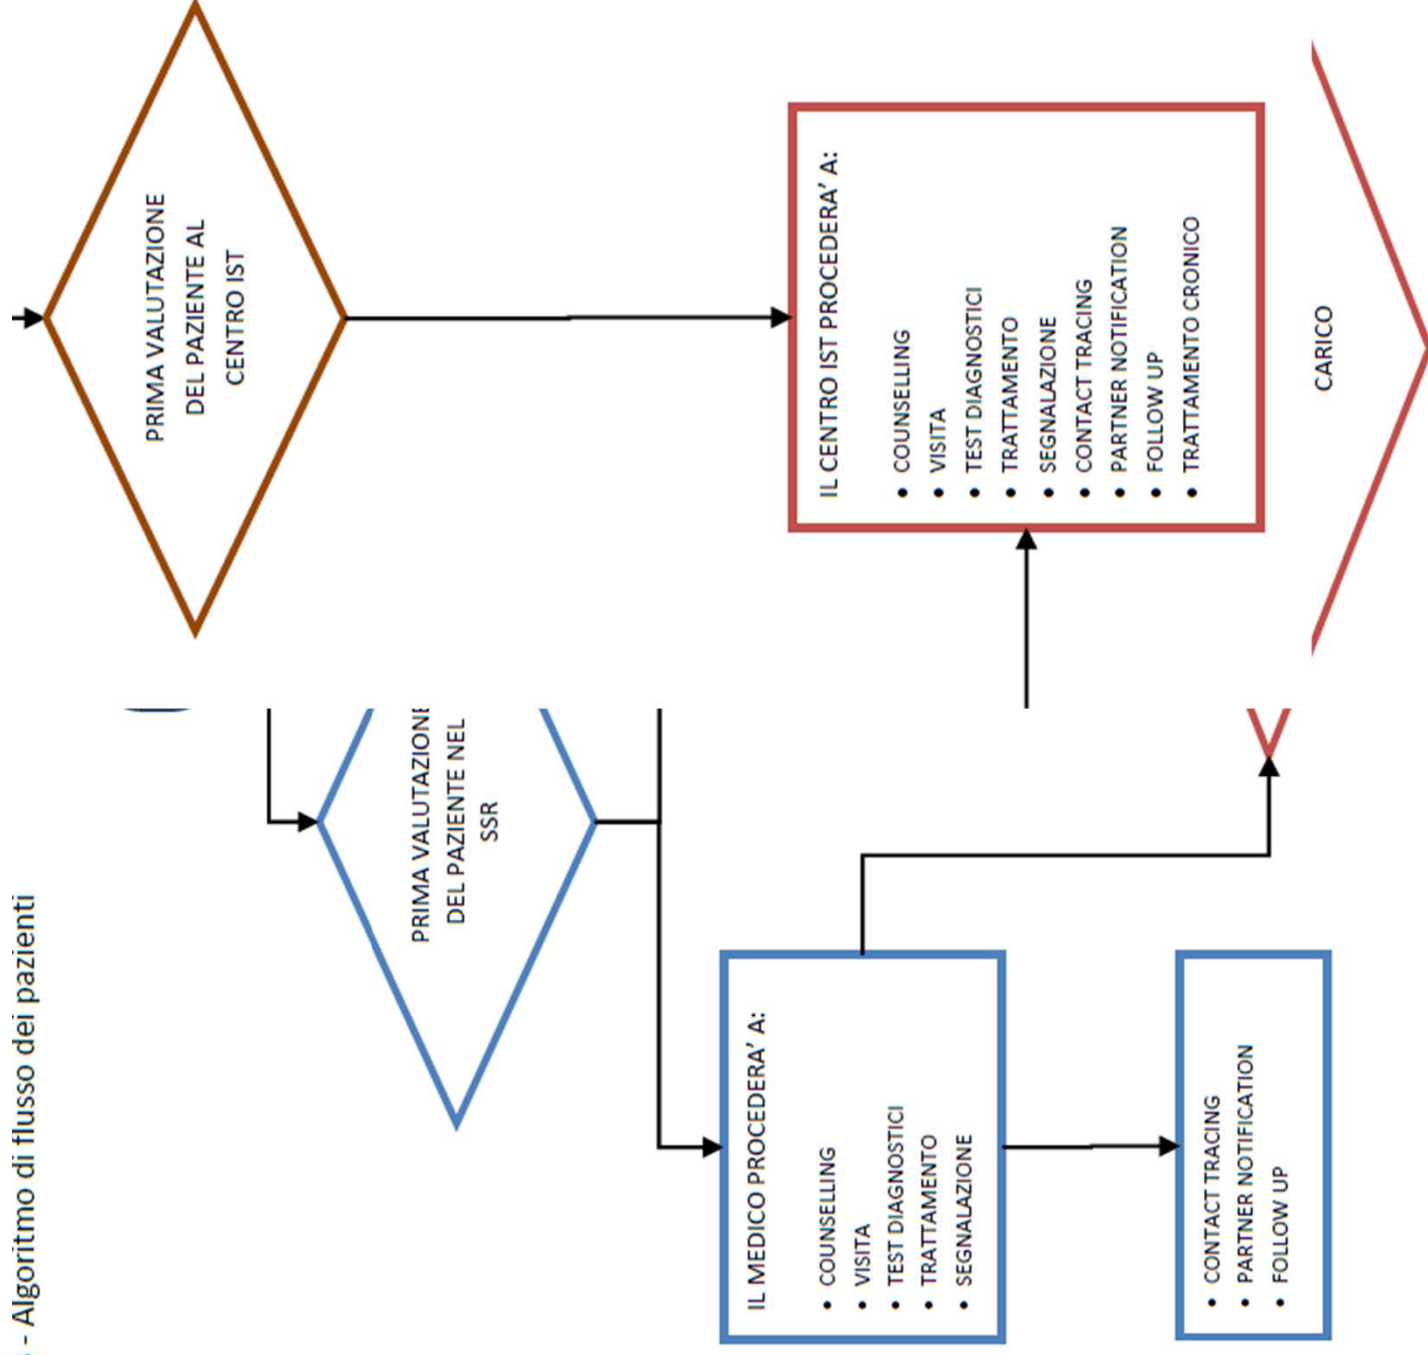 - Algoritmo di flusso dei pazienti
PRIMA VALUTAZIONE
DEL PAZIENTE NEL
SSR
IL MEDICO PROCEDERA’ A:
• COUNSELLING
• VISITA
• TEST DIAGNOSTICI
• TRATTAMENTO
• SEGNALAZIONE
• CONTACT TRACING
• PARTNER NOTIFICATION
• FOLLOW UP
PRIMA VALUTAZIONE
DEL PAZIENTE AL
CENTRO IST
IL CENTRO IST PROCEDERA’ A:
• COUNSELLING
• VISITA
• TEST DIAGNOSTICI
• TRATTAMENTO
• SEGNALAZIONE
• CONTACT TRACING
• PARTNER NOTIFICATION
• FOLLOW UP
• TRATTAMENTO CRONICO
CARICO